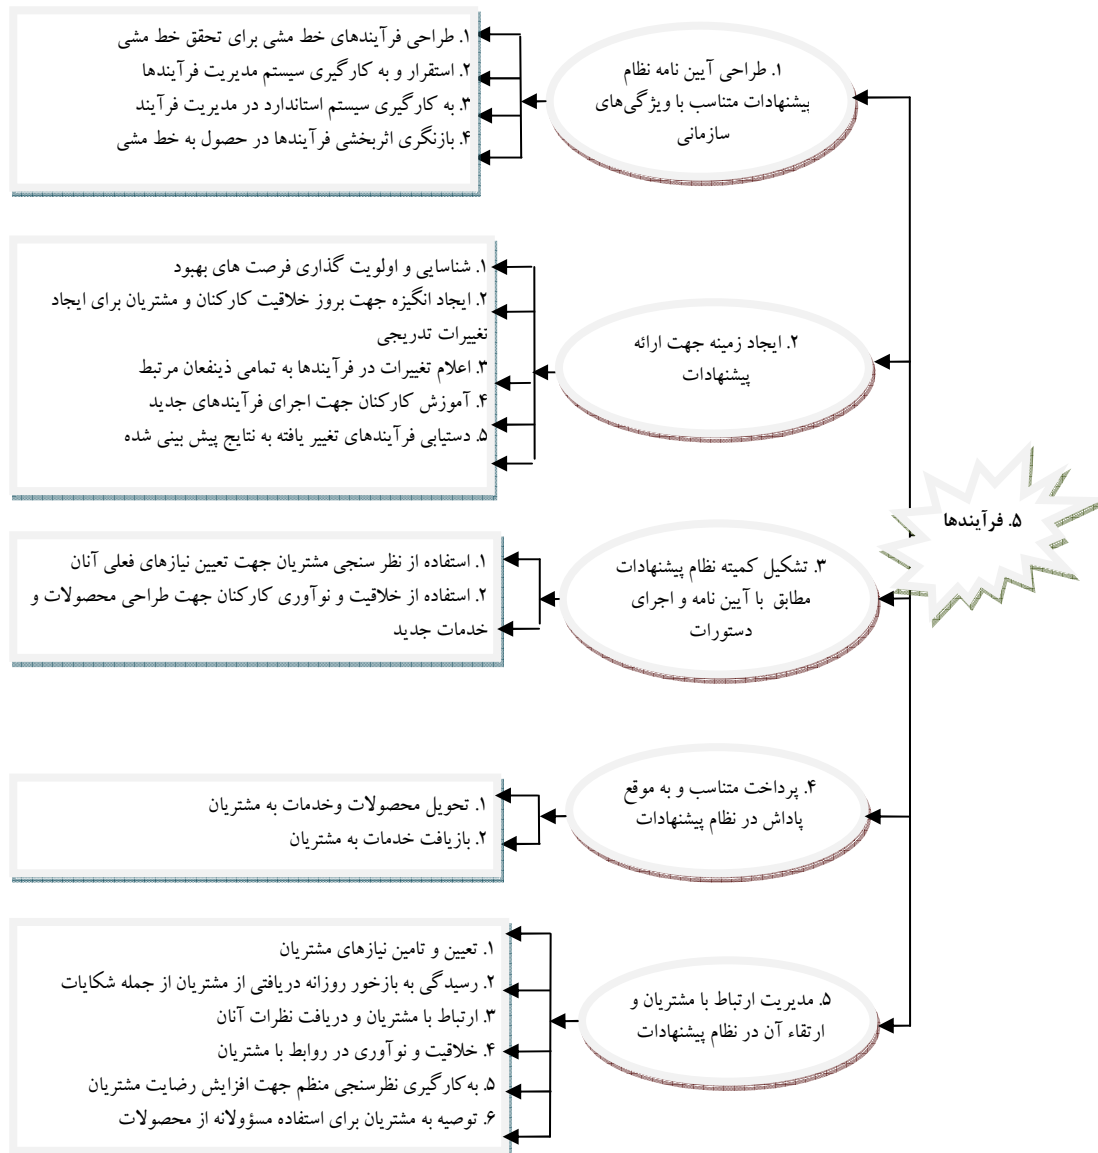 ۵. فرآیندها
۱. طراحی آیین نامه نظام
پیشنهادات متناسب با ویژگی‌های
سازمانی
۱. طراحی فرآیندهای خط مشی برای تحقق خط مشی
۲. استقرار و به کارگیری سیستم مدیریت فرآیندها
۳. به کارگیری سیستم استاندارد در مدیریت فرآیند
۴. بازنگری اثربخشی فرآیندها در حصول به خط مشی
۲. ایجاد زمینه جهت ارائه
پیشنهادات
۱. شناسایی و اولویت گذاری فرصت های بهبود
۲. ایجاد انگیزه جهت بروز خلاقیت کارکنان و مشتریان برای ایجاد
تغییرات تدریجی
۳. اعلام تغییرات در فرآیندها به تمامی ذینفعان مرتبط
۴. آموزش کارکنان جهت اجرای فرآیندهای جدید
۵. دستیابی فرآیندهای تغییر یافته به نتایج پیش بینی شده
۳. تشکیل کمیته نظام پیشنهادات
مطابق با آیین نامه و اجرای
دستورات
۱. استفاده از نظر سنجی مشتریان جهت تعیین نیازهای فعلی آنان
۲. استفاده از خلاقیت و نوآوری کارکنان جهت طراحی محصولات و
خدمات جدید
۴. پرداخت متناسب و به موقع
پاداش در نظام پیشنهادات
۱. تحویل محصولات وخدمات به مشتریان
۲. بازیافت خدمات به مشتریان
۵. مدیریت ارتباط با مشتریان و
ارتقاء آن در نظام پیشنهادات
۱. تعیین و تامین نیازهای مشتریان
۲. رسیدگی به بازخور روزانه دریافتی از مشتریان از جمله شکایات
۳. ارتباط با مشتریان و دریافت نظرات آنان
۴. خلاقیت و نوآوری در روابط با مشتریان
۵. به‌کارگیری نظرسنجی منظم جهت افزایش رضایت مشتریان
۶. توصیه به مشتریان برای استفاده مسؤولانه از محصولات